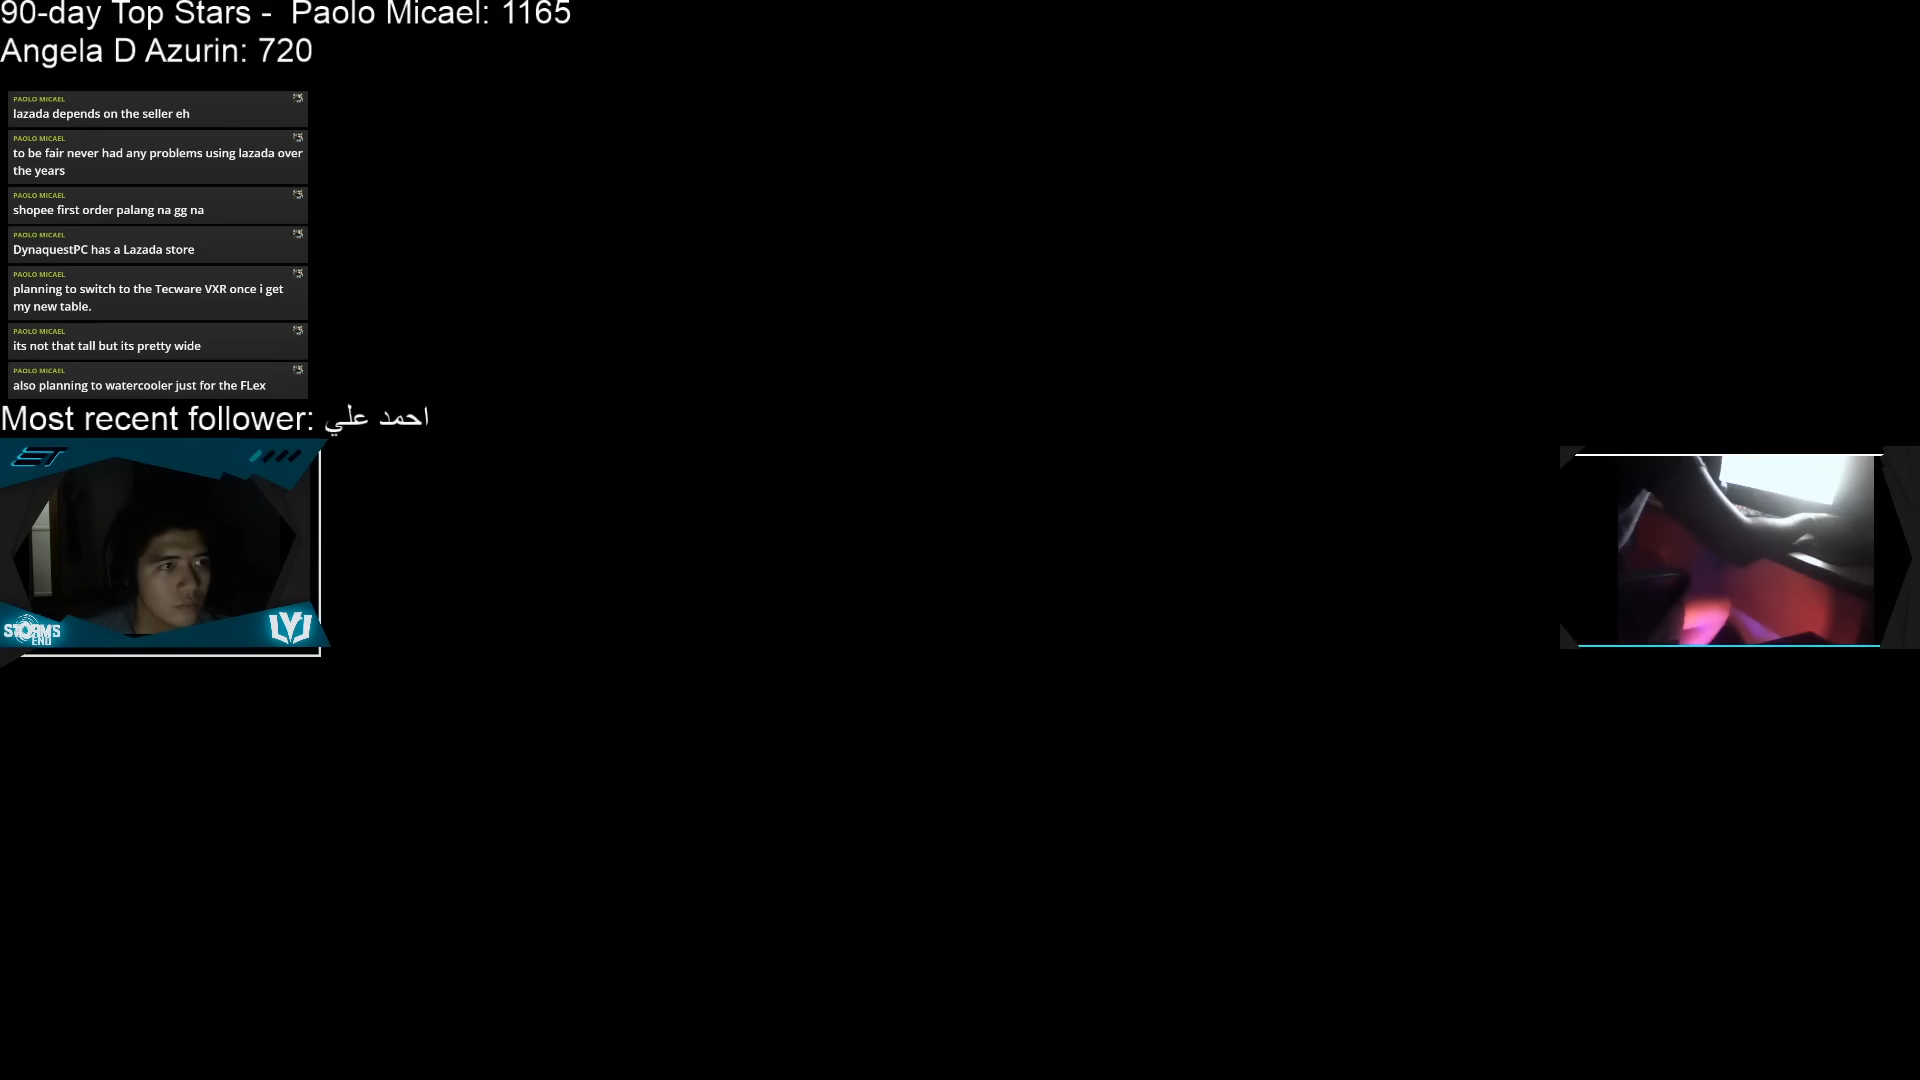 90-day Top Stars -  Paolo Micael: 1165
Angela D Azurin: 720
PAOLO MICAEL
lazada depends on the seller eh
PAOLO MICAEL
to be fair never had any problems using lazada over
the years
PAOLO MICAEL
shopee first order palang na gg na
PAOLO MICAEL
DynaquestPC has a Lazada store
PAOLO MICAEL
planning to switch to the Tecware VXR once i get
my new table.
PAOLO MICAEL
its not that tall but its pretty wide
PAOLO MICAEL
also planning to watercooler just for the FLex
Most recent follower: احمد علي
ET
STORM'S
END